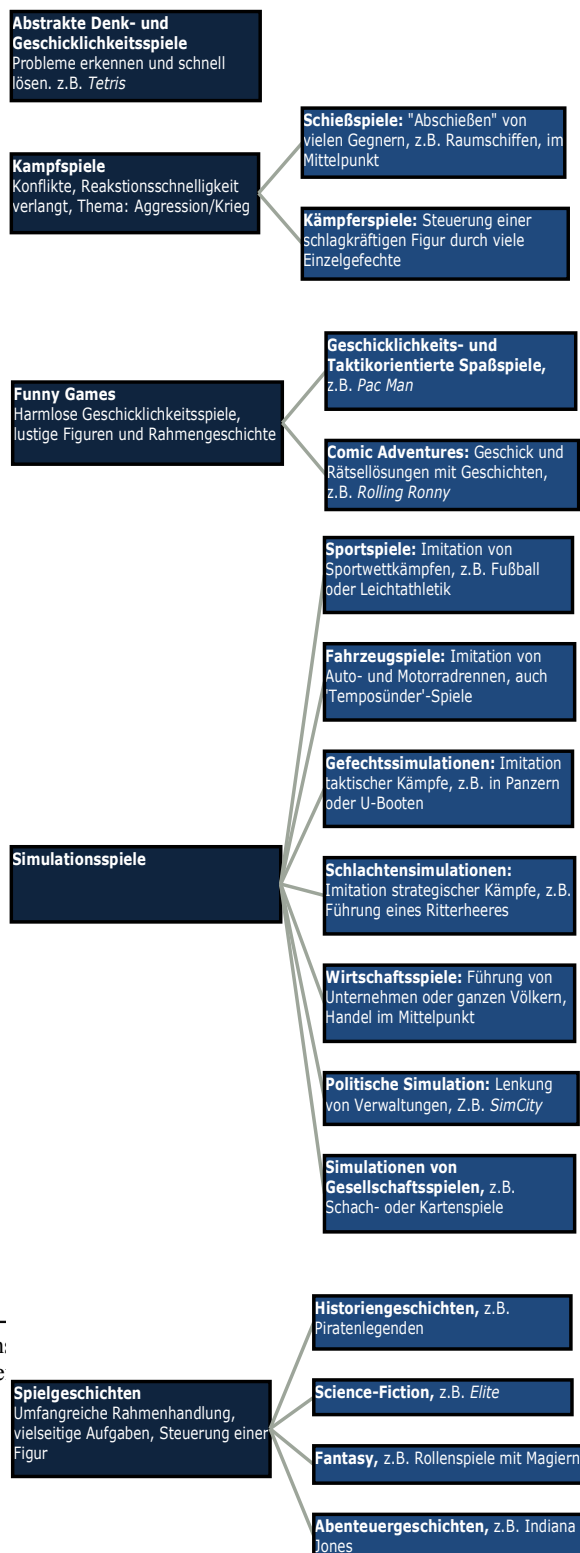 Abstrakte Denk- und
Geschicklichkeitsspiele
Probleme erkennen und schnell
lösen. z.B. Tetris
Kampfspiele
Konflikte, Reakstionsschnelligkeit
verlangt, Thema: Aggression/Krieg
Schießspiele: "Abschießen" von
vielen Gegnern, z.B. Raumschiffen, im
Mittelpunkt
Kämpferspiele: Steuerung einer
schlagkräftigen Figur durch viele
Einzelgefechte
Funny Games
Harmlose Geschicklichkeitsspiele,
lustige Figuren und Rahmengeschichte
Geschicklichkeits- und
Taktikorientierte Spaßspiele,
z.B. Pac Man
Comic Adventures: Geschick und
Rätsellösungen mit Geschichten,
z.B. Rolling Ronny
Simulationsspiele
Sportspiele: Imitation von
Sportwettkämpfen, z.B. Fußball
oder Leichtathletik
Fahrzeugspiele: Imitation von
Auto- und Motorradrennen, auch
'Temposünder'-Spiele
Gefechtssimulationen: Imitation
taktischer Kämpfe, z.B. in Panzern
oder U-Booten
Schlachtensimulationen:
Imitation strategischer Kämpfe, z.B.
Führung eines Ritterheeres
Wirtschaftsspiele: Führung von
Unternehmen oder ganzen Völkern,
Handel im Mittelpunkt
Politische Simulation: Lenkung
von Verwaltungen, Z.B. SimCity
Simulationen von
Gesellschaftsspielen, z.B.
Schach- oder Kartenspiele
Spielgeschichten
Umfangreiche Rahmenhandlung,
vielseitige Aufgaben, Steuerung einer
Figur
Historiengeschichten, z.B.
Piratenlegenden
Science-Fiction, z.B. Elite
Fantasy, z.B. Rollenspiele mit Magiern
Abenteuergeschichten, z.B. Indiana
Jones